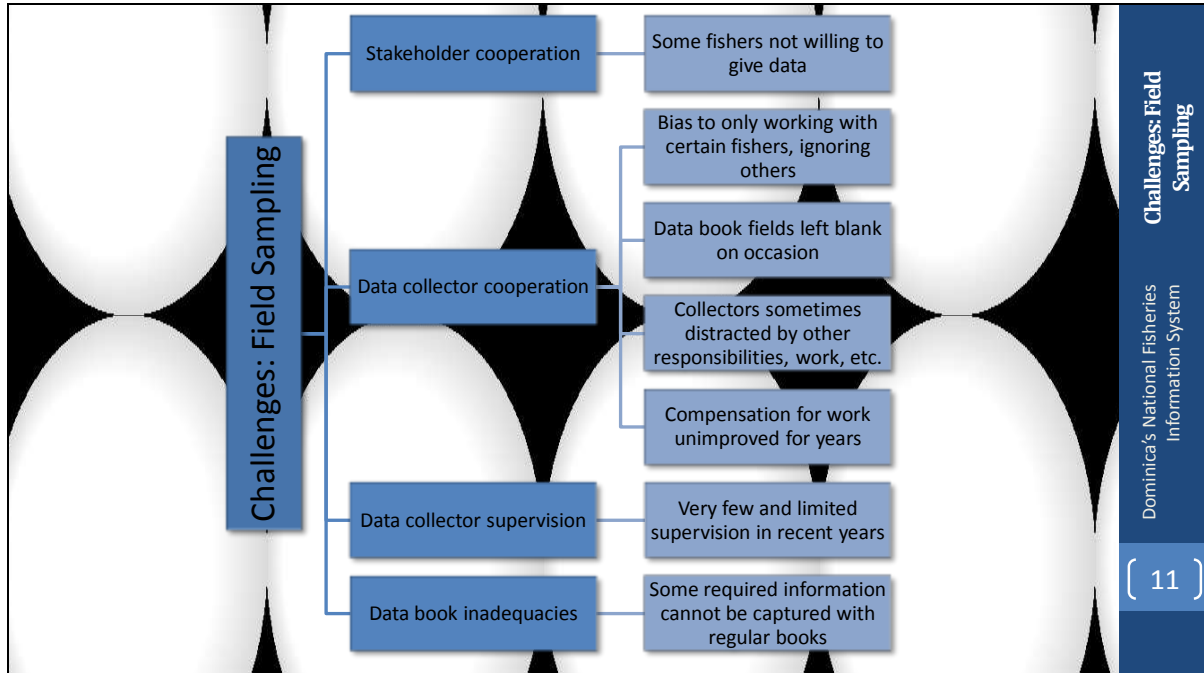 Challenges: Field Sampling
Stakeholder cooperation
Some fishers not willing to
give data
Data collector cooperation
Bias to only working with
certain fishers, ignoring
others
Data book fields left blank
on occasion
Collectors sometimes
distracted by other
responsibilities, work, etc.
Compensation for work
unimproved for years
Data collector supervision
Very few and limited
supervision in recent years
Data book inadequacies
Some required information
cannot be captured with
regular books
Challenges: Field
Sampling
Dominica's National Fisheries
Information System
11